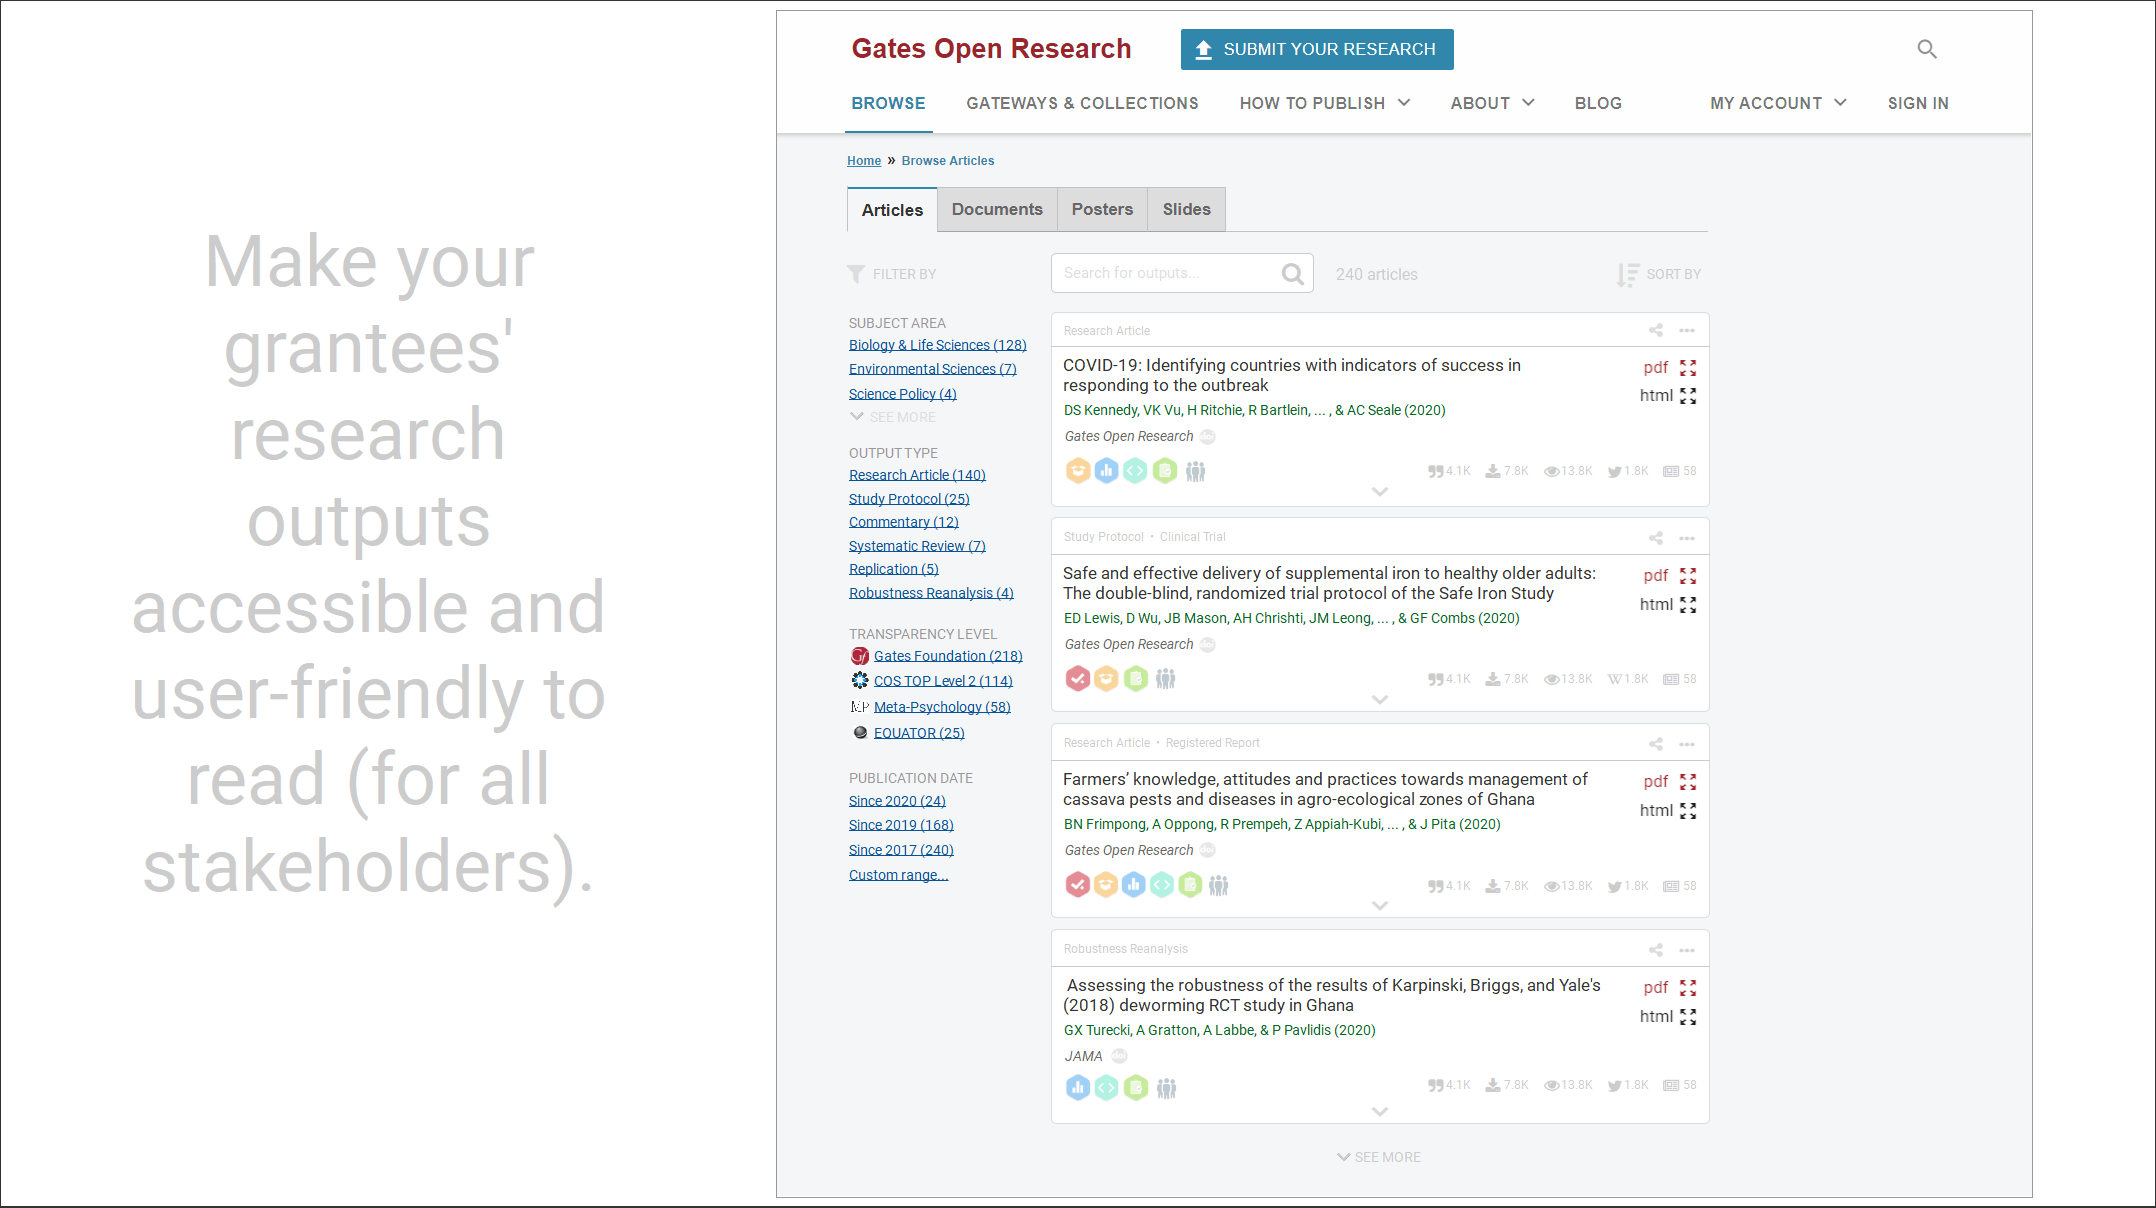 Make your
grantees'
research
outputs
accessible and
user-friendly to
read (for all
stakeholders).
Gates Open Research
SUBMIT YOUR RESEARCH
BROWSE GATEWAYS & COLLECTIONS HOW TO PUBLISH ABOUT BLOG MY ACCOUNT SIGN IN
Home » Browse Articles
Articles Documents Posters Slides
FILTER BY
Search for outputs... 240 articles SORT BY
SUBJECT AREA
Biology & Life Sciences (128)
Environmental Sciences (7)
Science Policy (4)
SEE MORE
OUTPUT TYPE
Research Article (140)
Study Protocol (25)
Commentary (12)
Systematic Review (7)
Replication (5)
Robustness Reanalysis (4)
TRANSPARENCY LEVEL
Gates Foundation (218)
COS TOP Level 2 (114)
Meta-Psychology (58)
EQUATOR (25)
PUBLICATION DATE
Since 2020 (24)
Since 2019 (168)
Since 2017 (240)
Custom range...
Research Article
COVID-19: Identifying countries with indicators of success in
responding to the outbreak
pdf
html
DS Kennedy, VK Vu, H Ritchie, R Bartlein, ... , & AC Seale (2020)
Gates Open Research doi
4.1K 7.8K 13.8K 1.8K 58
Study Protocol • Clinical Trial
Safe and effective delivery of supplemental iron to healthy older adults:
The double-blind, randomized trial protocol of the Safe Iron Study
pdf
html
ED Lewis, D Wu, JB Mason, AH Chrishti, JM Leong, ... , & GF Combs (2020)
Gates Open Research doi
4.1K 7.8K 13.8K W 1.8K 58
Research Article • Registered Report
Farmers’ knowledge, attitudes and practices towards management of
cassava pests and diseases in agro-ecological zones of Ghana
pdf
html
BN Frimpong, A Oppong, R Prempeh, Z Appiah-Kubi, ... , & J Pita (2020)
Gates Open Research doi
4.1K 7.8K 13.8K 1.8K 58
Robustness Reanalysis
Assessing the robustness of the results of Karpinski, Briggs, and Yale's
(2018) deworming RCT study in Ghana
pdf
html
GX Turecki, A Gratton, A Labbe, & P Pavlidis (2020)
JAMA doi
4.1K 7.8K 13.8K 1.8K 58
SEE MORE